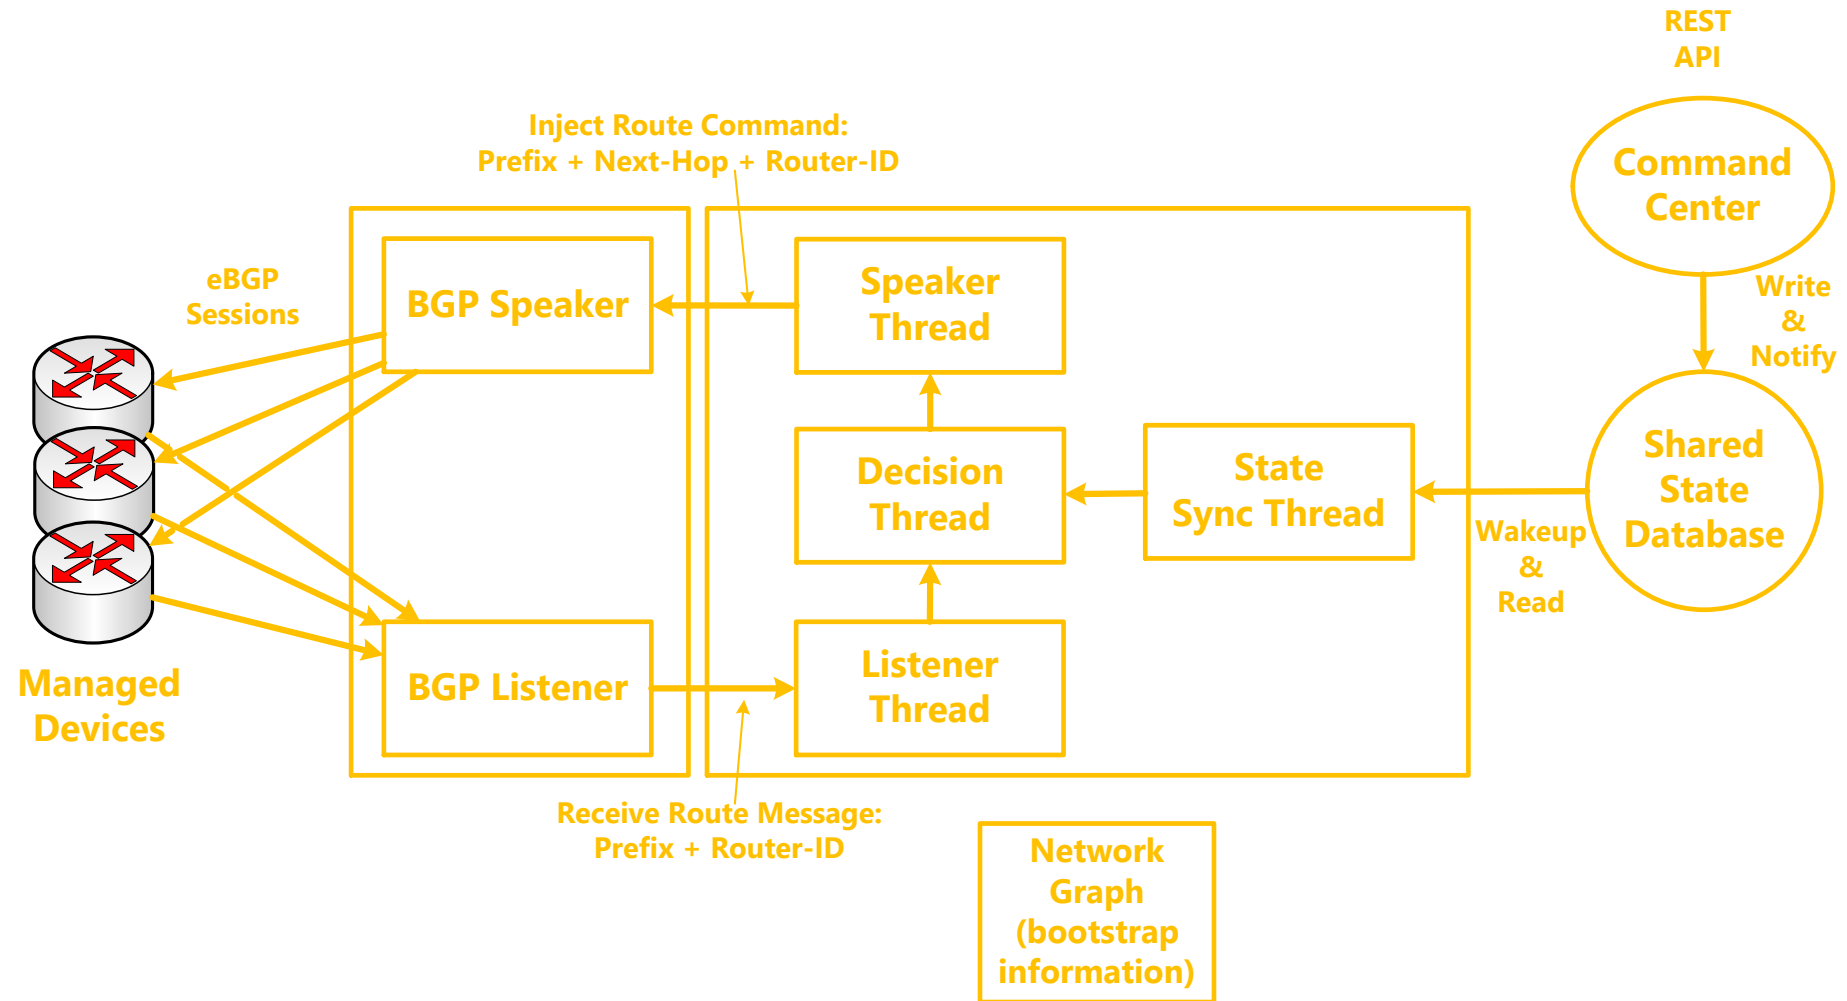 REST
API
Command
Center
Write
&
Notify
Shared
State
Database
Wakeup
&
Read
Inject Route Command:
Prefix + Next-Hop + Router-ID
eBGP
Sessions
BGP Speaker
Speaker
Thread
Decision
Thread
State
Sync Thread
BGP Listener
Listener
Thread
Managed
Devices
Receive Route Message:
Prefix + Router-ID
Network
Graph
(bootstrap
information)